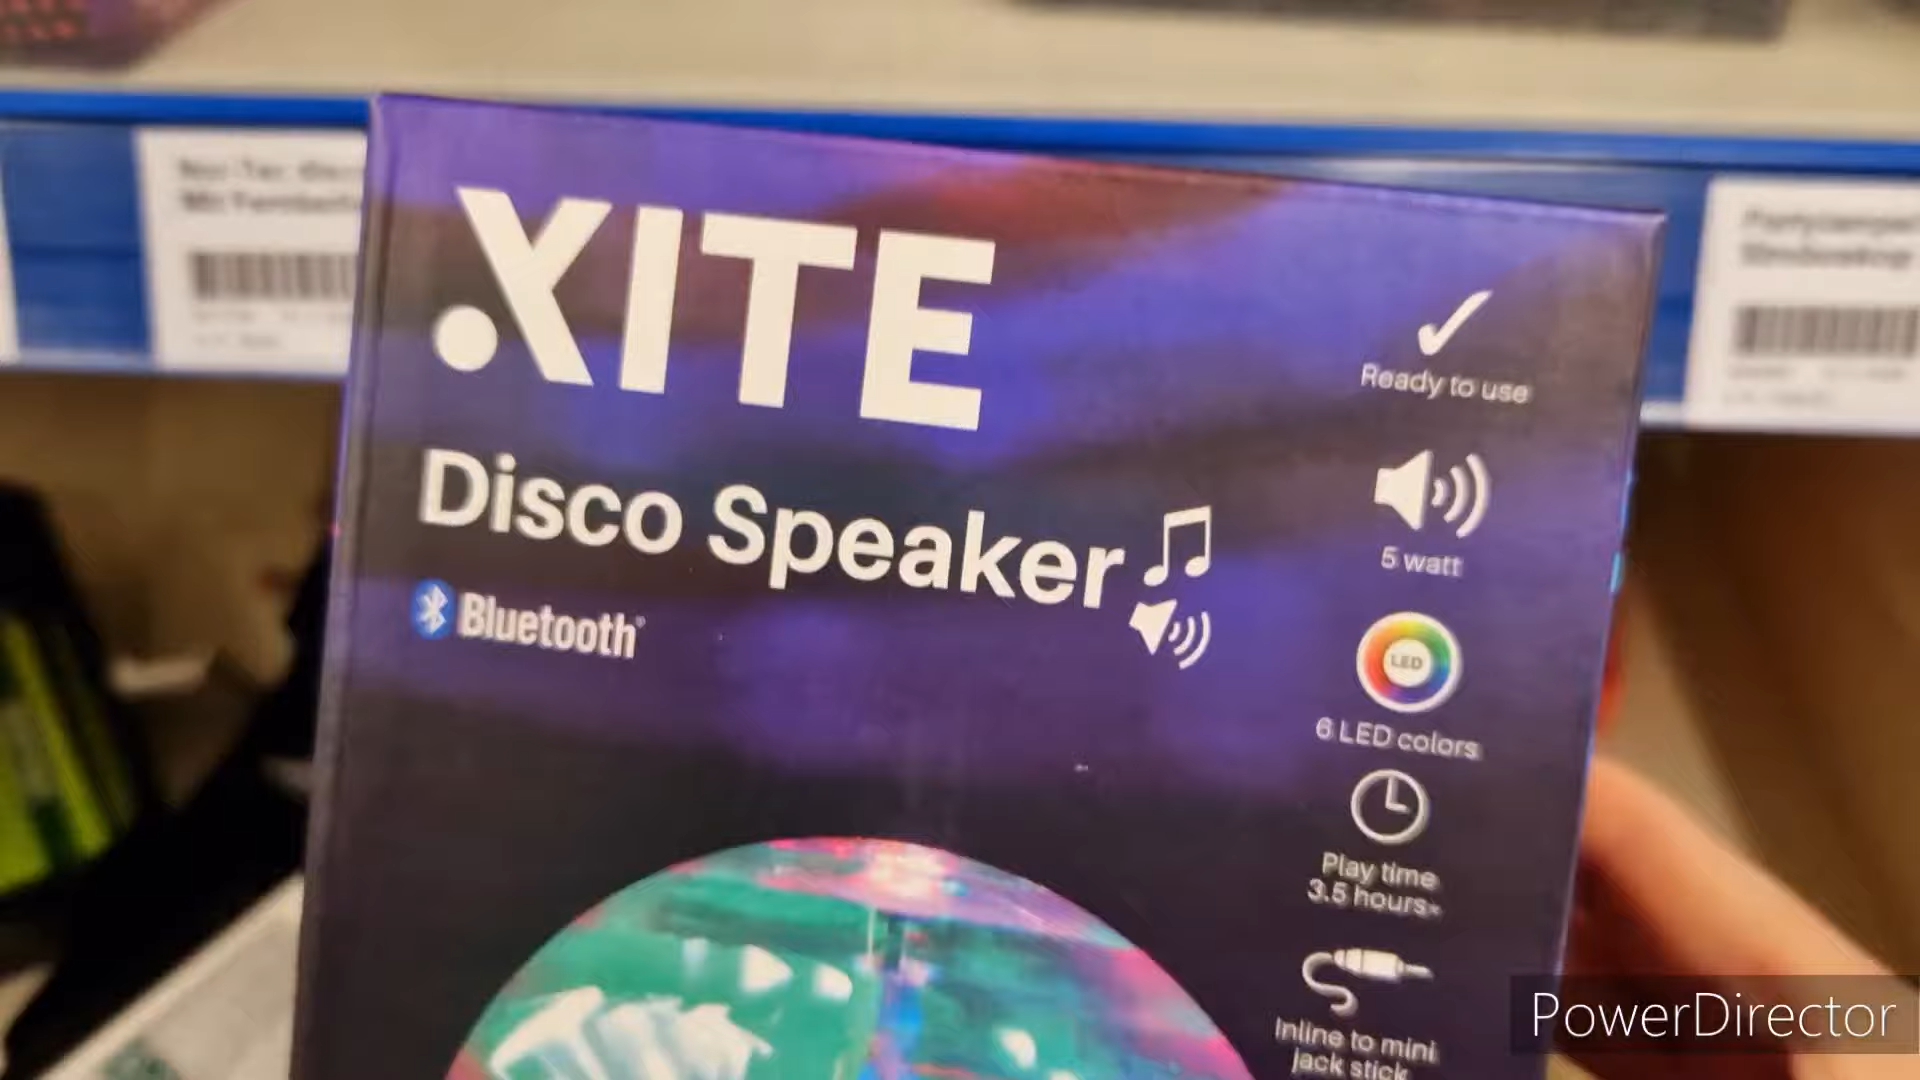 XITE
Disco Speaker
Bluetooth®
Ready to use
5 watt
LED
6 LED colors
Play time
3.5 hours*
Inline to mini
jack stick
PowerDirector